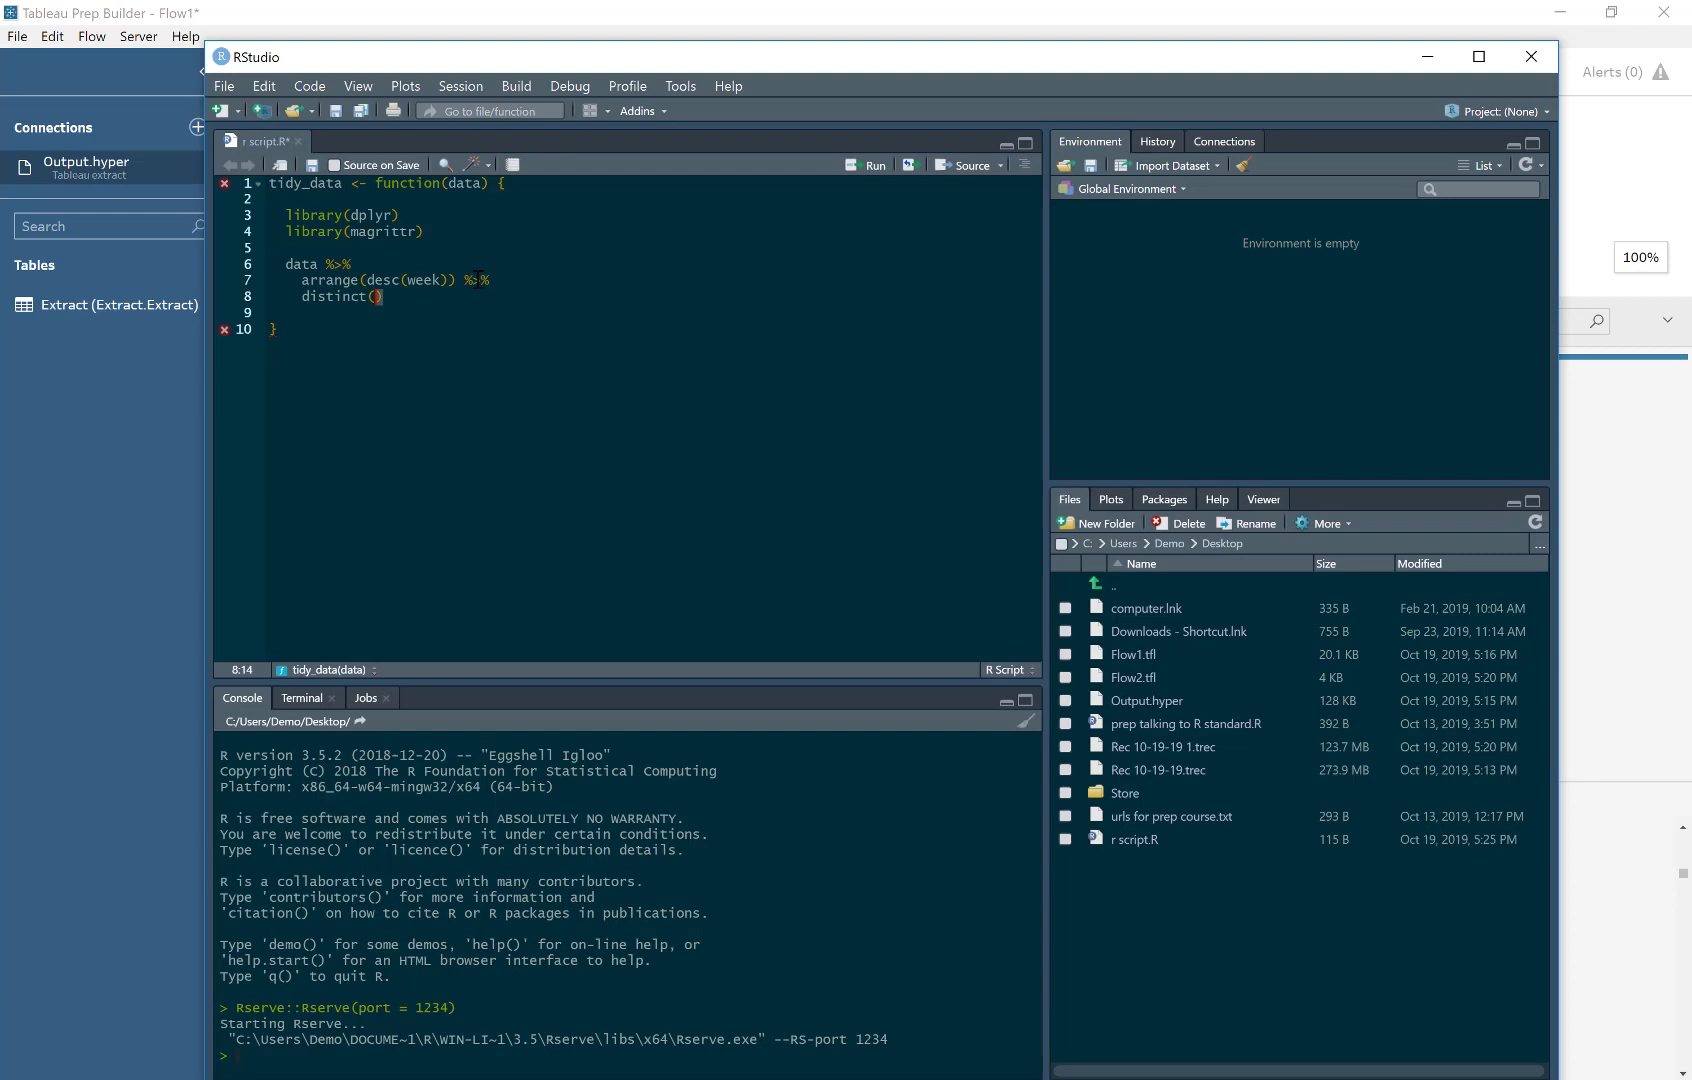 Tableau Prep Builder - Flow1*
File Edit Flow Server Help
Alerts (0)
Connections
Output.hyper
Tableau extract
Search
Tables
Extract (Extract.Extract)
100%
RStudio
File Edit Code View Plots Session Build Debug Profile Tools Help
Go to file/function
Addins
Project: (None)
r script.R*
Source on Save
Run
Source
1 tidy_data <- function(data) {
2
3 library(dplyr)
4 library(magrittr)
5
6 data %>%
7 arrange(desc(week)) %>%
8 distinct()
9
10 }
8:14 tidy_data(data) R Script
Console Terminal Jobs
C:/Users/Demo/Desktop/
R version 3.5.2 (2018-12-20) -- "Eggshell Igloo"
Copyright (C) 2018 The R Foundation for Statistical Computing
Platform: x86_64-w64-mingw32/x64 (64-bit)
R is free software and comes with ABSOLUTELY NO WARRANTY.
You are welcome to redistribute it under certain conditions.
Type 'license()' or 'licence()' for distribution details.
R is a collaborative project with many contributors.
Type 'contributors()' for more information and
'citation()' on how to cite R or R packages in publications.
Type 'demo()' for some demos, 'help()' for on-line help, or
'help.start()' for an HTML browser interface to help.
Type 'q()' to quit R.
> Rserve::Rserve(port = 1234)
Starting Rserve...
"C:\Users\Demo\DOCUME~1\R\WIN-LI~1\3.5\Rserve\libs\x64\Rserve.exe" --RS-port 1234
>
Environment History Connections
Import Dataset
List
Global Environment
Environment is empty
Files Plots Packages Help Viewer
New Folder Delete Rename More
C: > Users > Demo > Desktop
...
Name Size Modified
..
computer.lnk 335 B Feb 21, 2019, 10:04 AM
Downloads - Shortcut.lnk 755 B Sep 23, 2019, 11:14 AM
Flow1.tfl 20.1 KB Oct 19, 2019, 5:16 PM
Flow2.tfl 4 KB Oct 19, 2019, 5:20 PM
Output.hyper 128 KB Oct 19, 2019, 5:15 PM
prep talking to R standard.R 392 B Oct 13, 2019, 3:51 PM
Rec 10-19-19 1.trec 123.7 MB Oct 19, 2019, 5:20 PM
Rec 10-19-19.trec 273.9 MB Oct 19, 2019, 5:13 PM
Store
urls for prep course.txt 293 B Oct 13, 2019, 12:17 PM
r script.R 115 B Oct 19, 2019, 5:25 PM